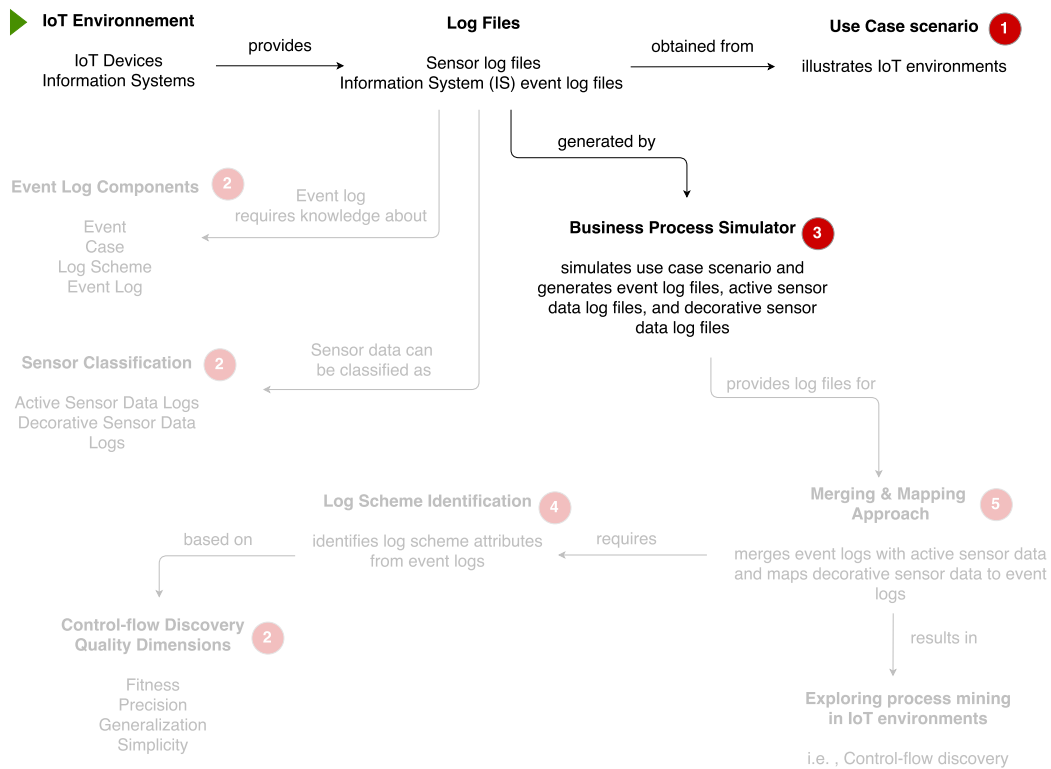 IoT Environnement
IoT Devices
Information Systems
provides
Log Files
Sensor log files
Information System (IS) event log files
obtained from
Use Case scenario
1
illustrates IoT environments
generated by
Event Log Components
2
Event
Case
Log Scheme
Event Log
Event log
requires knowledge about
Business Process Simulator
3
simulates use case scenario and
generates event log files, active sensor
data log files, and decorative sensor
data log files
Sensor Classification
2
Active Sensor Data Logs
Decorative Sensor Data
Logs
Sensor data can
be classified as
provides log files for
Log Scheme Identification
4
identifies log scheme attributes
from event logs
requires
Merging & Mapping
Approach
5
merges event logs with active sensor data
and maps decorative sensor data to event
logs
based on
Control-flow Discovery
Quality Dimensions
2
Fitness
Precision
Generalization
Simplicity
results in
Exploring process mining
in IoT environments
i.e. , Control-flow discovery